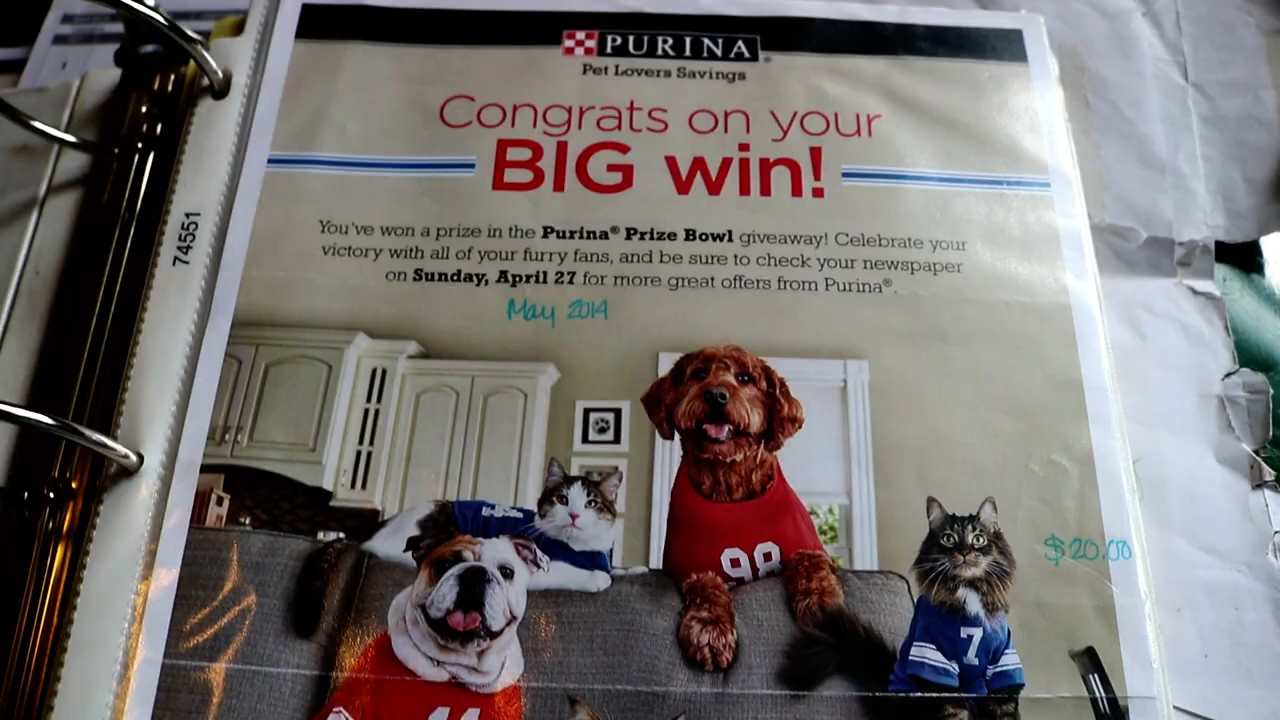 PURINA®
Pet Lovers Savings
Congrats on your
BIG win!
You've won a prize in the Purina® Prize Bowl giveaway! Celebrate your
victory with all of your furry fans, and be sure to check your newspaper
on Sunday, April 27 for more great offers from Purina®.
May 2014
74551
98
$20.00
7
11